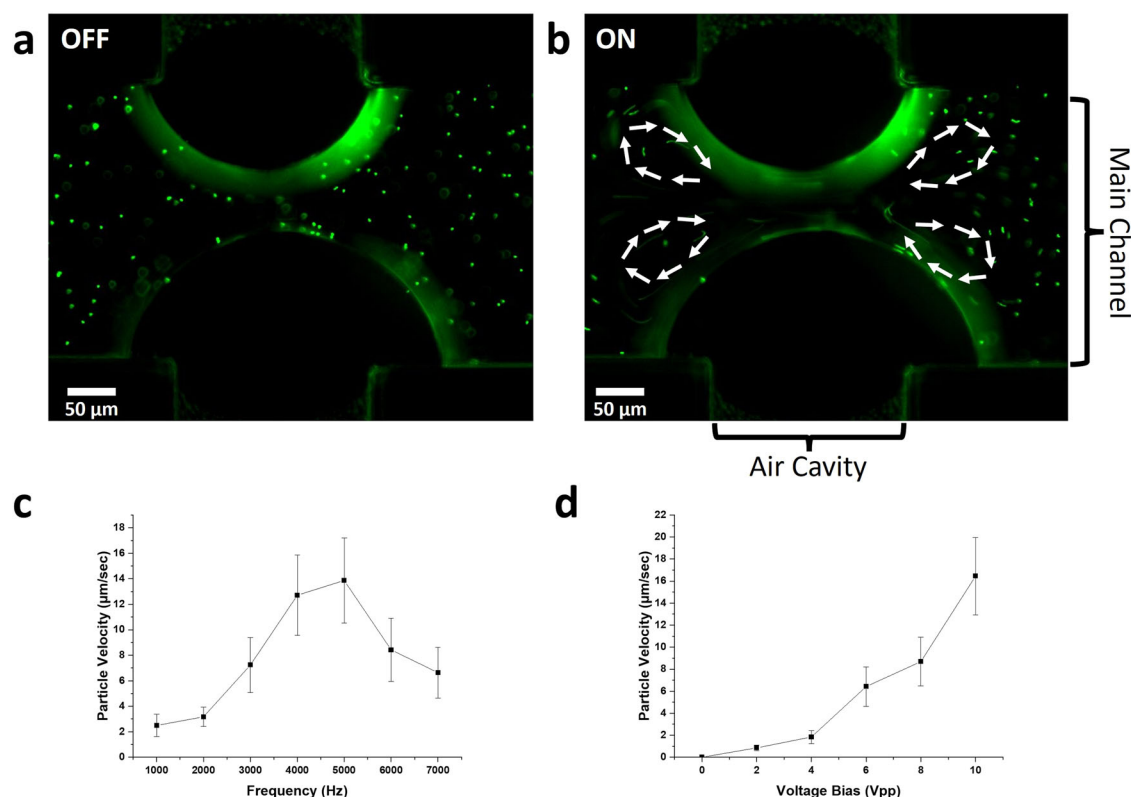 a OFF
b ON
50 µm
50 µm
Main Channel
Air Cavity
c
Particle Velocity (µm/sec)
18
16
14
12
10
8
6
4
2
0
1000 2000 3000 4000 5000 6000 7000
Frequency (Hz)
d
Particle Velocity (µm/sec)
22
20
18
16
14
12
10
8
6
4
2
0
0 2 4 6 8 10
Voltage Bias (Vpp)